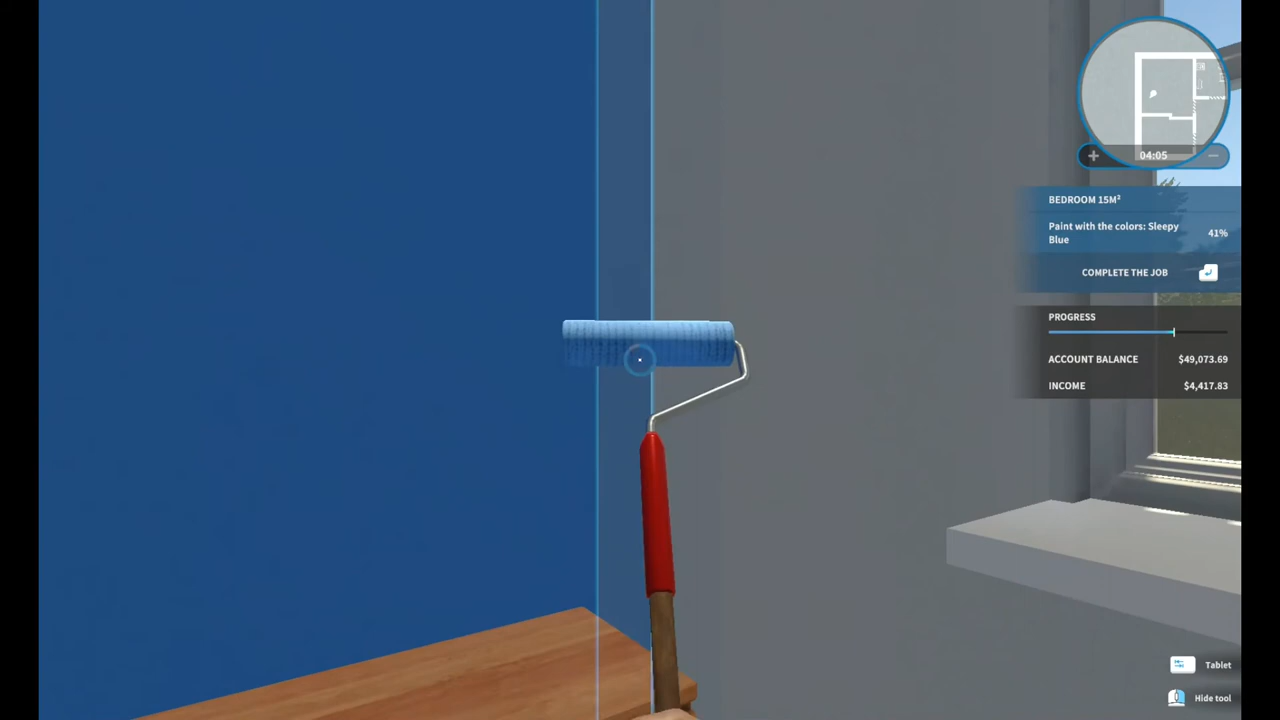 04:05
BEDROOM 15M²
Paint with the colors: Sleepy
Blue
41%
COMPLETE THE JOB
PROGRESS
ACCOUNT BALANCE $49,073.69
INCOME $4,417.83
Tablet
Hide tool